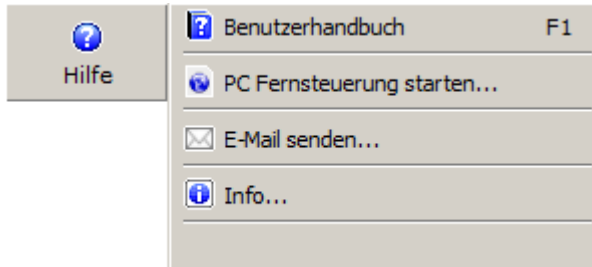 Hilfe
Benutzerhandbuch F1
PC Fernsteuerung starten...
E-Mail senden...
Info...